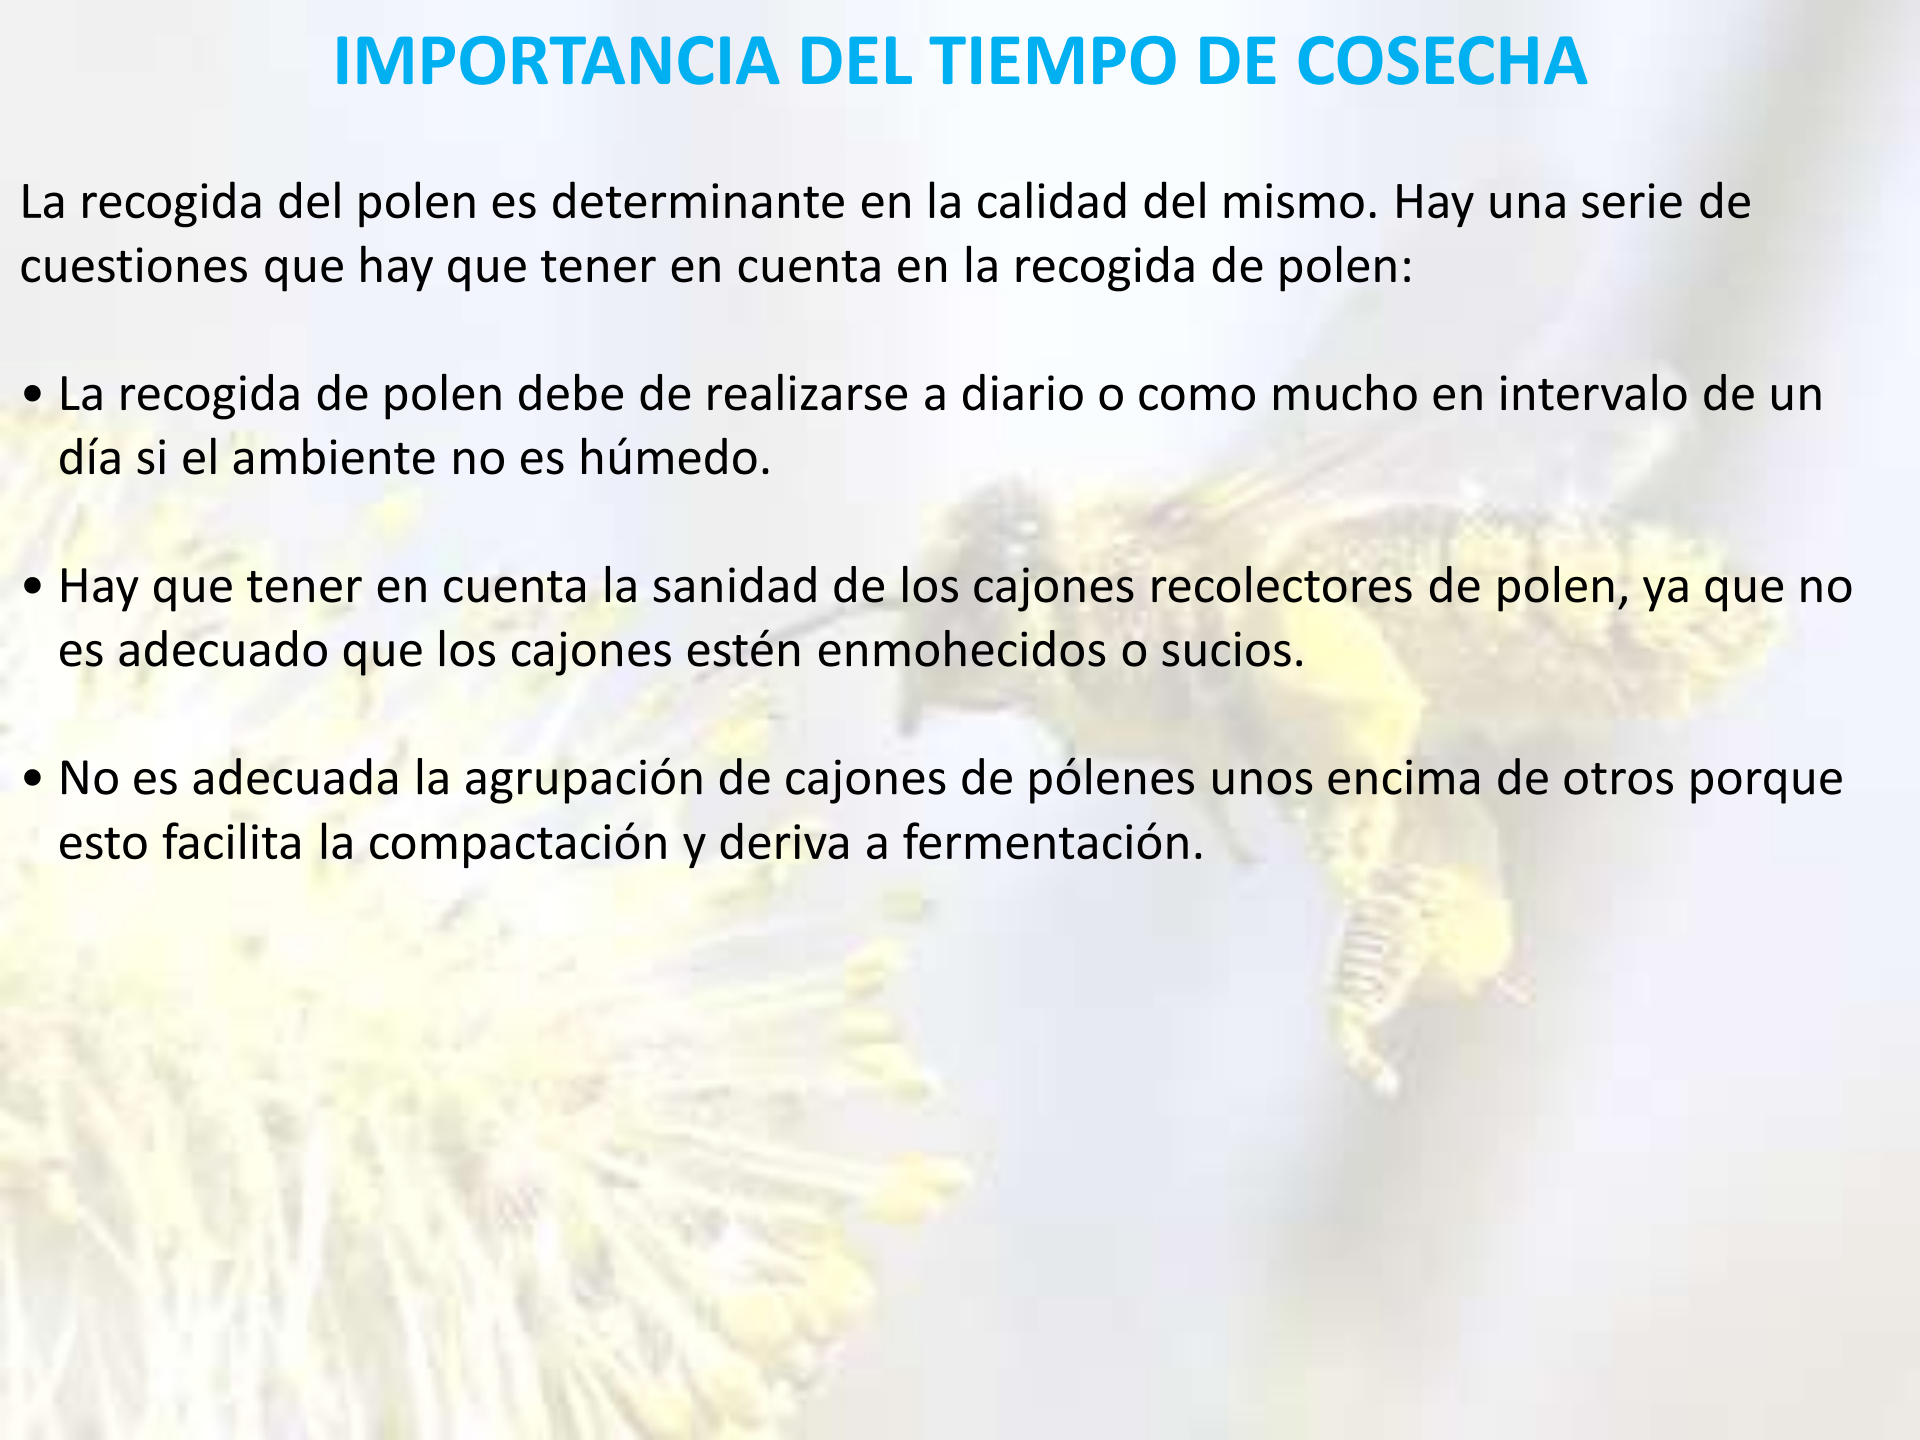 IMPORTANCIA DEL TIEMPO DE COSECHA
La recogida del polen es determinante en la calidad del mismo. Hay una serie de
cuestiones que hay que tener en cuenta en la recogida de polen:
• La recogida de polen debe de realizarse a diario o como mucho en intervalo de un
día si el ambiente no es húmedo.
• Hay que tener en cuenta la sanidad de los cajones recolectores de polen, ya que no
es adecuado que los cajones estén enmohecidos o sucios.
• No es adecuada la agrupación de cajones de pólenes unos encima de otros porque
esto facilita la compactación y deriva a fermentación.